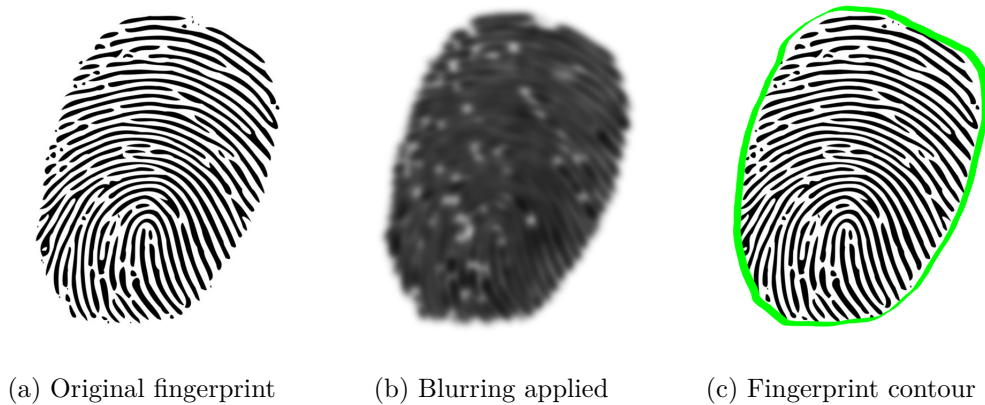 (a) Original fingerprint
(b) Blurring applied
(c) Fingerprint contour